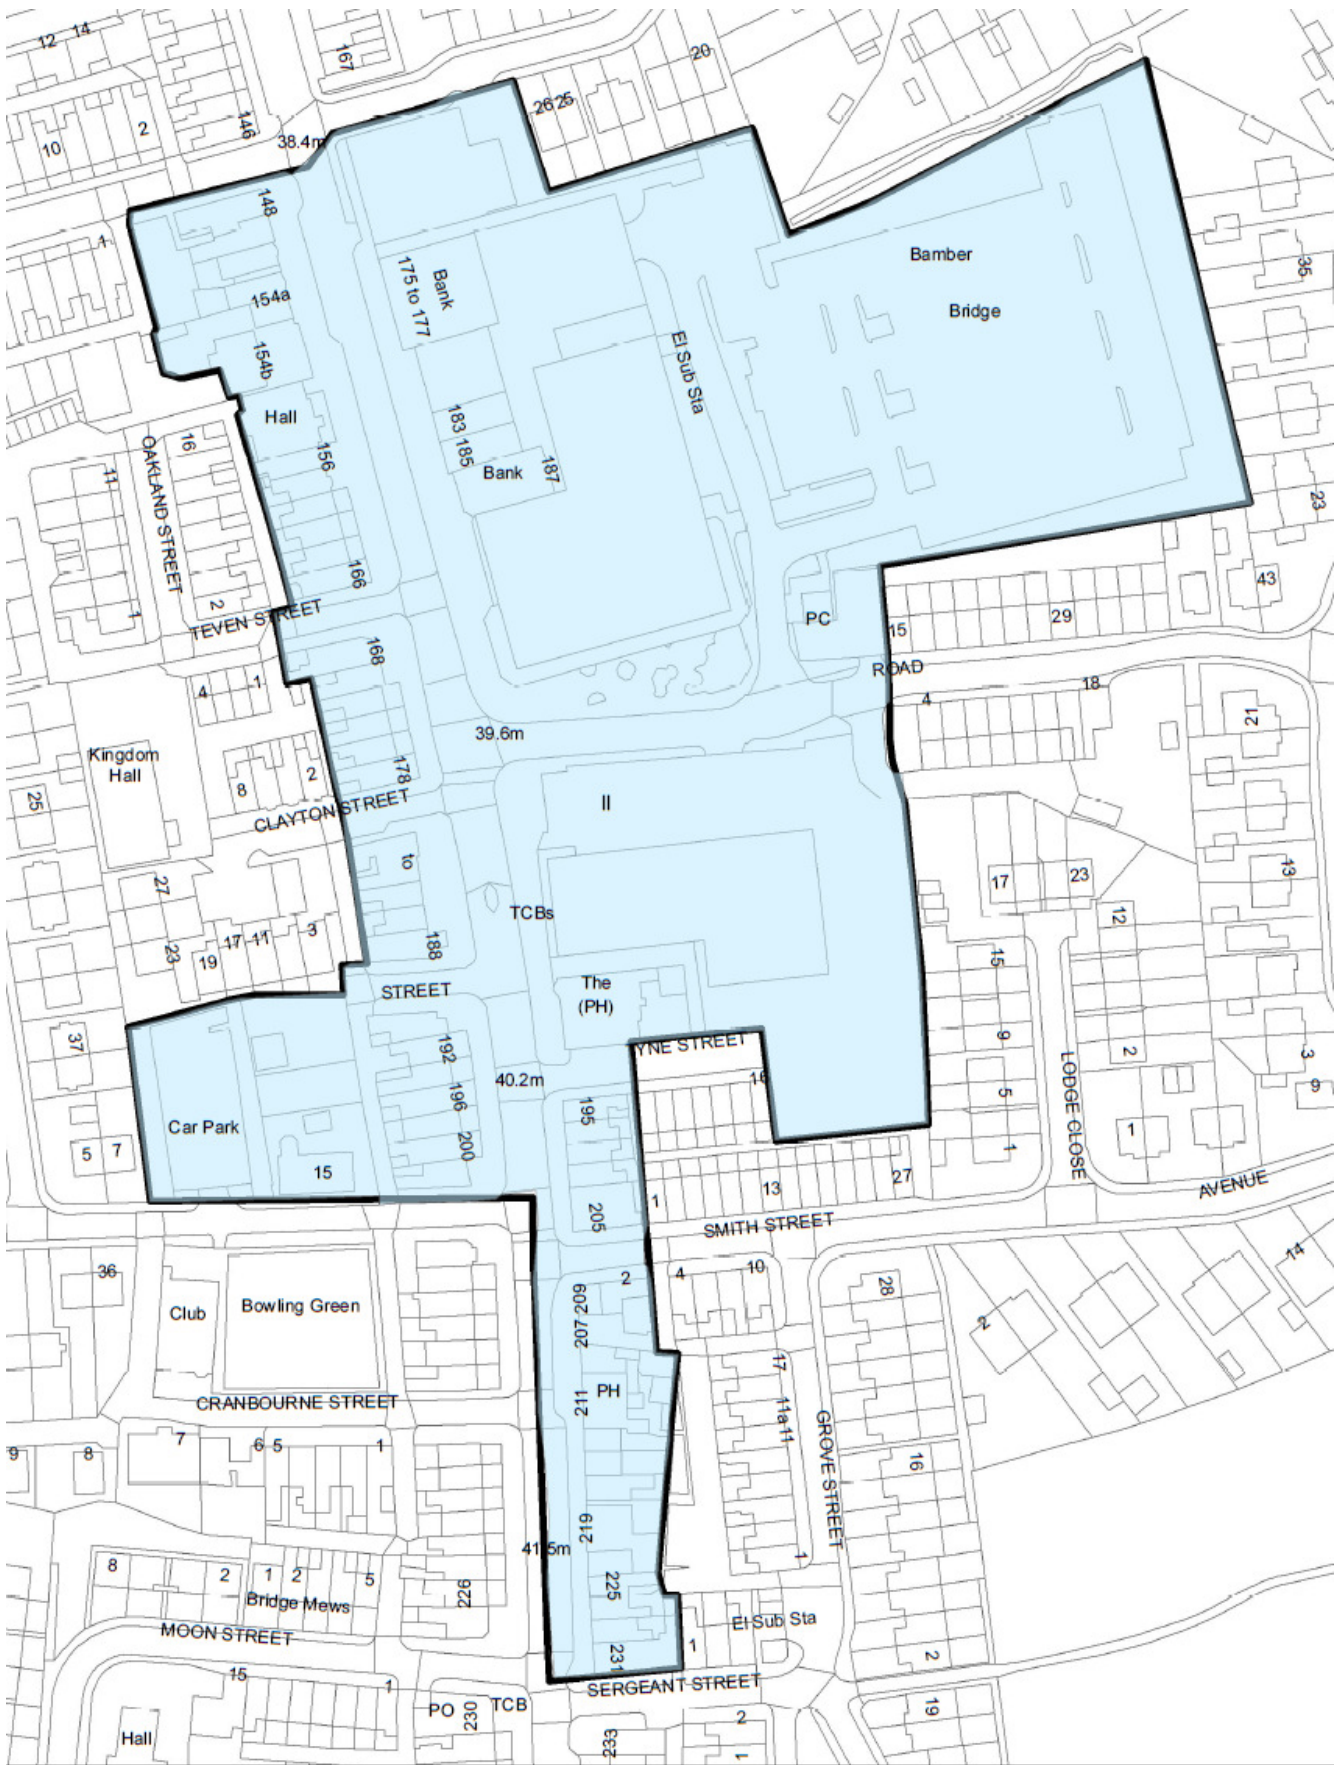 12
14
167
20
2625
10
2
146
38.4m
148
1
Bank
175 to 177
154a
154b
Bamber
Bridge
35
El Sub Sta
Hall
183
185
Bank
187
156
16
11
OAKLAND STREET
23
166
2
1
TEVEN STREET
43
PC
15
29
ROAD
168
4
1
4
18
21
39.6m
Kingdom
Hall
178
2
8
25
CLAYTON STREET
II
to
27
17
23
13
12
TCBs
3
17
11
23
19
188
15
The
(PH)
STREET
37
192
9
YNE STREET
2
3
9
40.2m
16
196
195
5
LODGE CLOSE
Car Park
5
7
200
15
1
1
13
27
1
205
SMITH STREET
AVENUE
36
Club
Bowling Green
2
4
10
28
14
207 209
2
17
PH
211
11a 11
CRANBOURNE STREET
GROVE STREET
7
6
5
1
9
8
16
219
41.5m
1
8
2
1
2
5
225
226
Bridge Mews
MOON STREET
El Sub Sta
1
231
2
15
1
SERGEANT STREET
PO
230
TCB
19
2
Hall
233
1